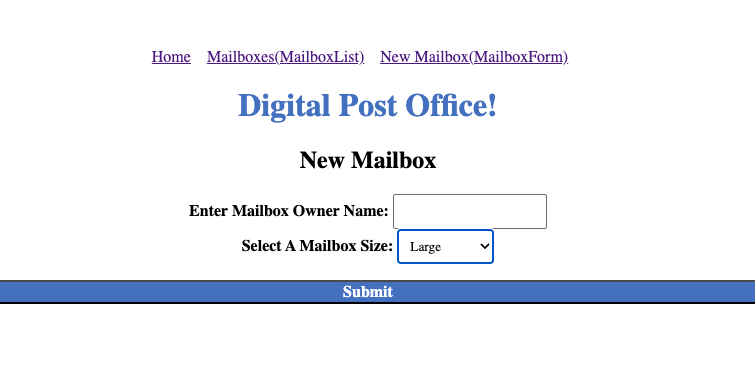 Home Mailboxes(MailboxList) New Mailbox(MailboxForm)
Digital Post Office!
New Mailbox
Enter Mailbox Owner Name:
Select A Mailbox Size: Large
Submit